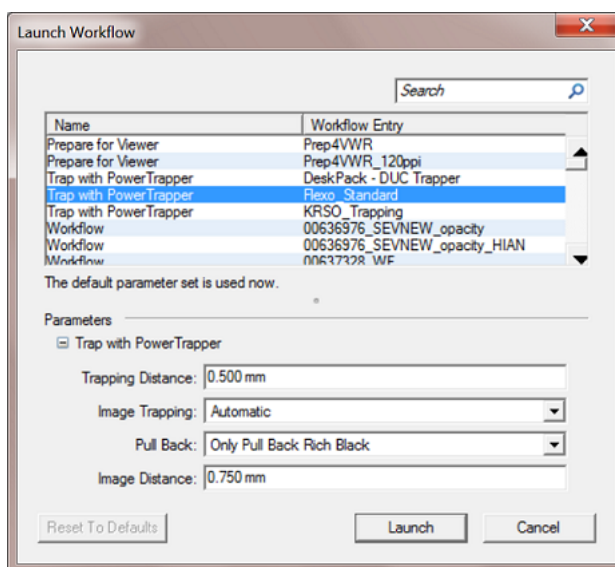 Launch Workflow
Search
Name Workflow Entry
Prepare for Viewer Prep4VWR
Prepare for Viewer Prep4VWR_120ppi
Trap with PowerTrapper DeskPack - DUC Trapper
Trap with PowerTrapper Flexo_Standard
Trap with PowerTrapper KRSO_Trapping
Workflow 00636976_SEVNEW_opacity
Workflow 00636976_SEVNEW_opacity_HIAN
Workflow 00637328_WF
The default parameter set is used now.
Parameters
Trap with PowerTrapper
Trapping Distance: 0.500 mm
Image Trapping: Automatic
Pull Back: Only Pull Back Rich Black
Image Distance: 0.750 mm
Reset To Defaults Launch Cancel